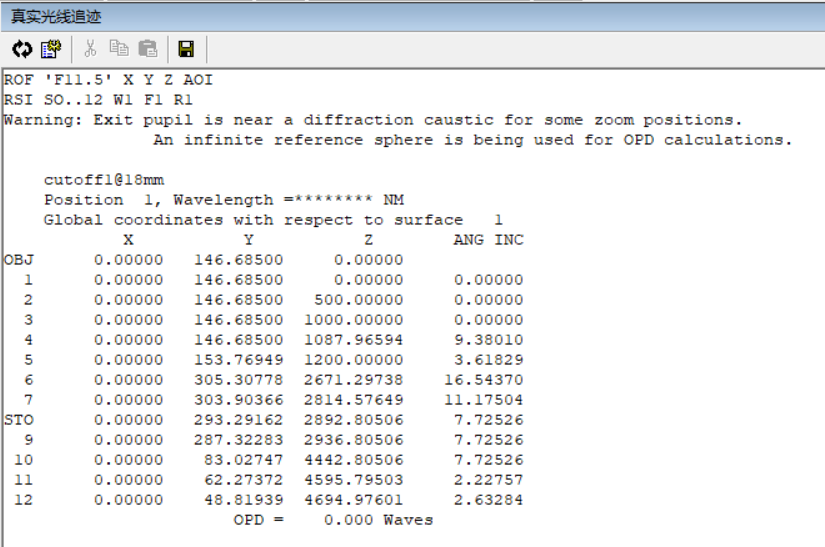 真实光线追迹
ROF 'F11.5' X Y Z AOI
RSI SO..12 W1 F1 R1
Warning: Exit pupil is near a diffraction caustic for some zoom positions.
An infinite reference sphere is being used for OPD calculations.
cutoff1@18mm
Position 1, Wavelength =******** NM
Global coordinates with respect to surface 1
X Y Z ANG INC
OBJ 0.00000 146.68500 0.00000
1 0.00000 146.68500 0.00000 0.00000
2 0.00000 146.68500 500.00000 0.00000
3 0.00000 146.68500 1000.00000 0.00000
4 0.00000 146.68500 1087.96594 9.38010
5 0.00000 153.76949 1200.00000 3.61829
6 0.00000 305.30778 2671.29738 16.54370
7 0.00000 303.90366 2814.57649 11.17504
STO 0.00000 293.29162 2892.80506 7.72526
9 0.00000 287.32283 2936.80506 7.72526
10 0.00000 83.02747 4442.80506 7.72526
11 0.00000 62.27372 4595.79503 2.22757
12 0.00000 48.81939 4694.97601 2.63284
OPD = 0.000 Waves